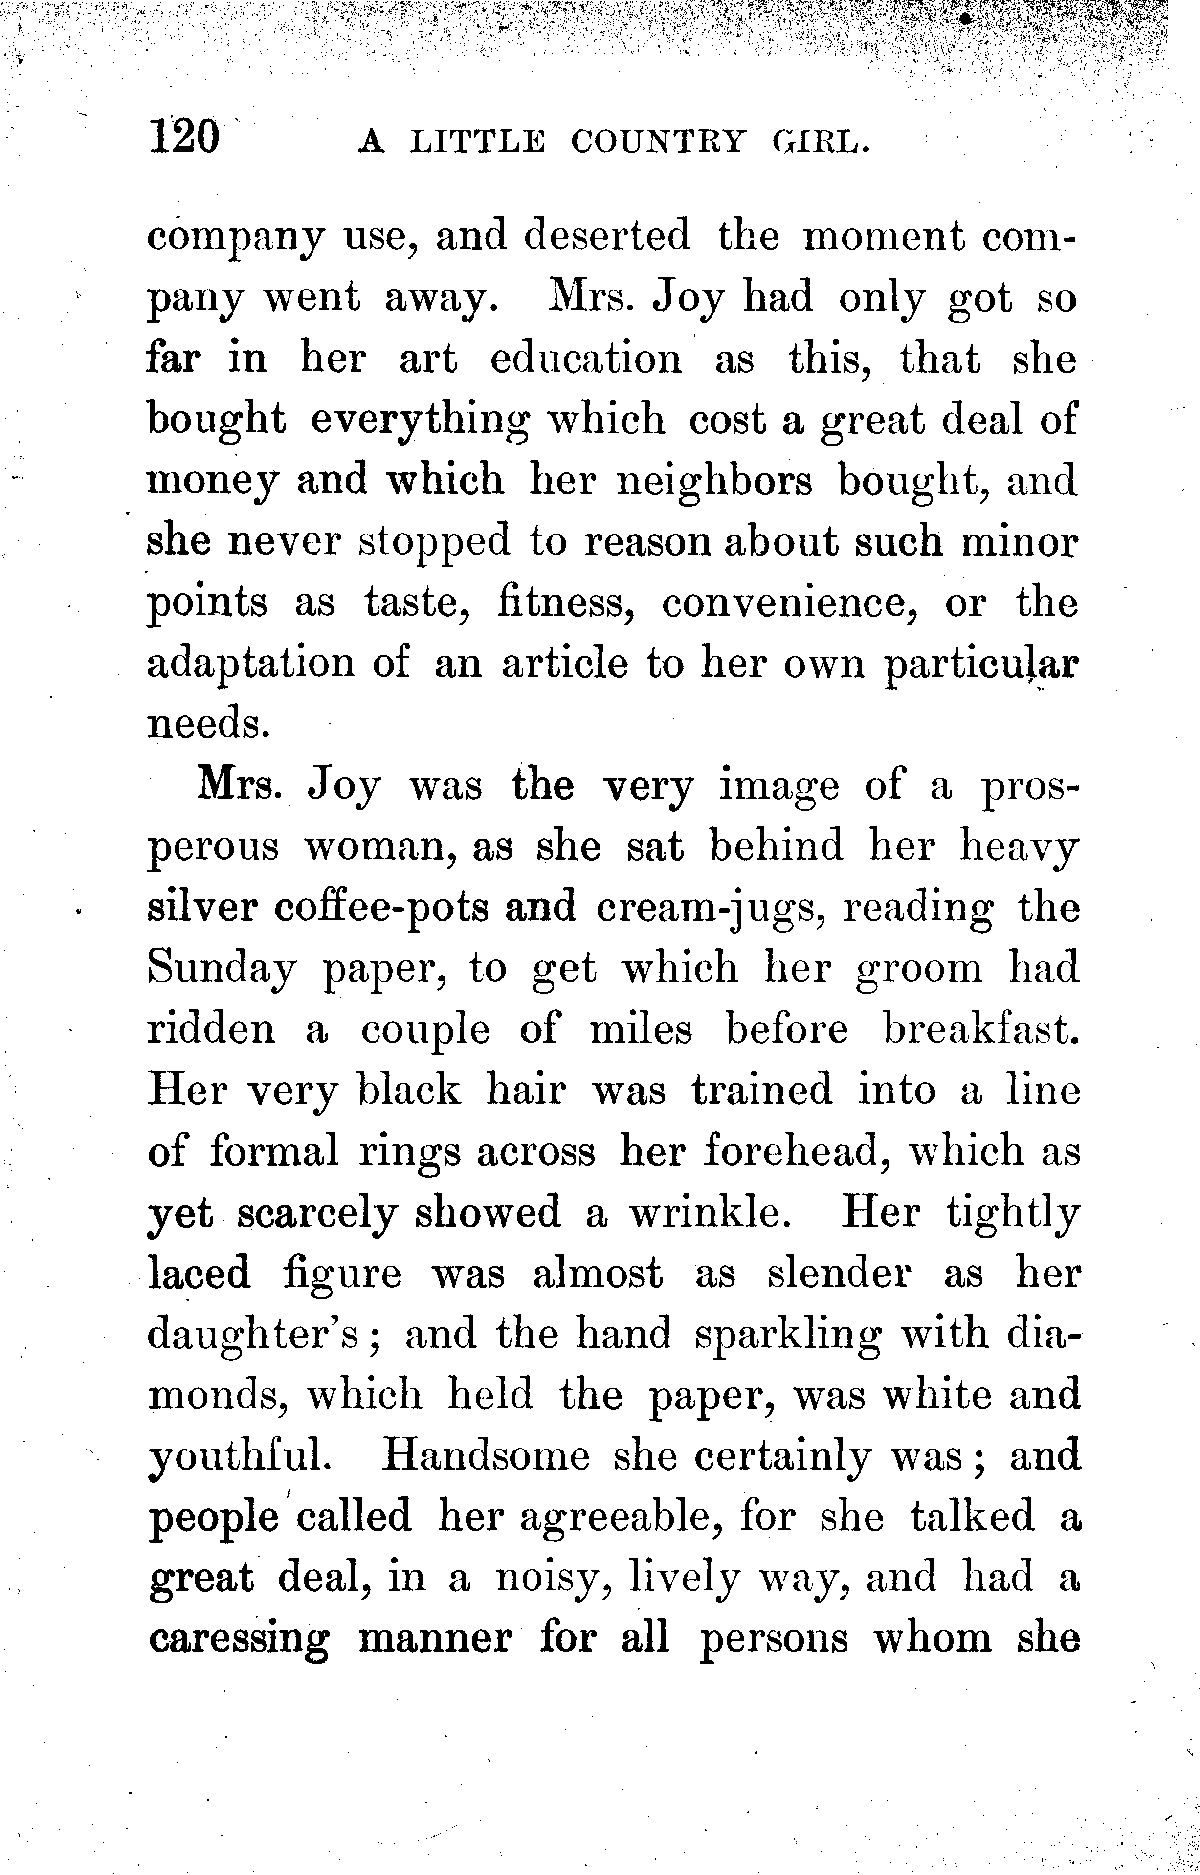 120 A LITTLE COUNTRY GIRL.
company use, and deserted the moment com-
pany went away. Mrs. Joy had only got so
far in her art education as this, that she
bought everything which cost a great deal of
money and which her neighbors bought, and
she never stopped to reason about such minor
points as taste, fitness, convenience, or the
adaptation of an article to her own particular
needs.
Mrs. Joy was the very image of a pros-
perous woman, as she sat behind her heavy
silver coffee-pots and cream-jugs, reading the
Sunday paper, to get which her groom had
ridden a couple of miles before breakfast.
Her very black hair was trained into a line
of formal rings across her forehead, which as
yet scarcely showed a wrinkle. Her tightly
laced figure was almost as slender as her
daughter's; and the hand sparkling with dia-
monds, which held the paper, was white and
youthful. Handsome she certainly was; and
people called her agreeable, for she talked a
great deal, in a noisy, lively way, and had a
caressing manner for all persons whom she